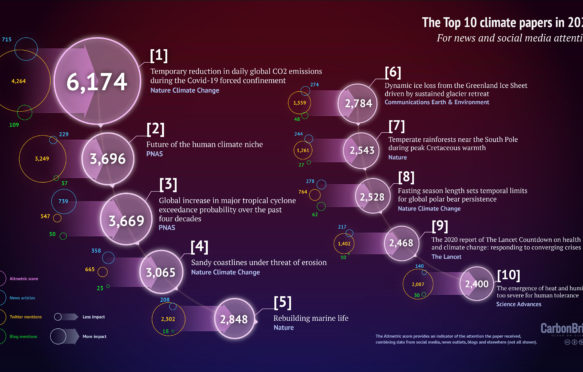 The Top 10 climate papers in 202
For news and social media attenti
715
4,264
109
6,174
[1]
Temporary reduction in daily global CO2 emissions
during the Covid-19 forced confinement
Nature Climate Change
229
3,249
57
3,696
[2]
Future of the human climate niche
PNAS
739
547
50
3,669
[3]
Global increase in major tropical cyclone
exceedance probability over the past
four decades
PNAS
358
665
23
3,065
[4]
Sandy coastlines under threat of erosion
Nature Climate Change
208
2,302
18
2,848
[5]
Rebuilding marine life
Nature
274
1,359
48
2,784
[6]
Dynamic ice loss from the Greenland Ice Sheet
driven by sustained glacier retreat
Communications Earth & Environment
244
1,261
27
2,543
[7]
Temperate rainforests near the South Pole
during peak Cretaceous warmth
Nature
278
764
62
2,528
[8]
Fasting season length sets temporal limits
for global polar bear persistence
Nature Climate Change
217
1,402
2,468
[9]
The 2020 report of The Lancet Countdown on health
and climate change: responding to converging crises
The Lancet
140
2,087
30
2,400
[10]
The emergence of heat and humi
too severe for human tolerance
Science Advances
Altmetric score
News articles
Twitter mentions
Blog mentions
Less impact
More impact
The Altmetric score provides an indicator of the attention the paper received,
combining data from social media, news outlets, blogs and elsewhere (not all shown).
CarbonBri